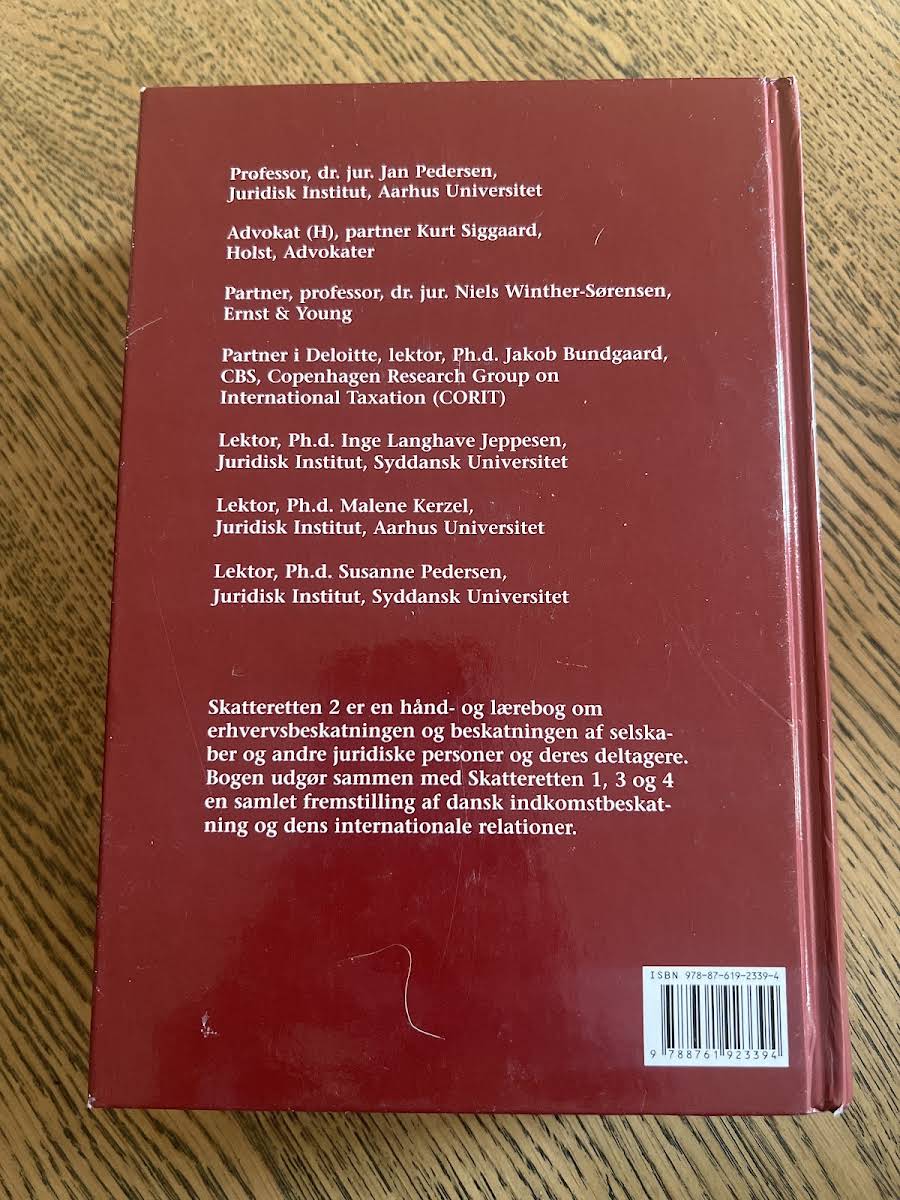 Professor, dr. jur. Jan Pedersen,
Juridisk Institut, Aarhus Universitet
Advokat (H), partner Kurt Siggaard,
Holst, Advokater
Partner, professor, dr. jur. Niels Winther-Sørensen,
Ernst & Young
Partner i Deloitte, lektor, Ph.d. Jakob Bundgaard,
CBS, Copenhagen Research Group on
International Taxation (CORIT)
Lektor, Ph.d. Inge Langhave Jeppesen,
Juridisk Institut, Syddansk Universitet
Lektor, Ph.d. Malene Kerzel,
Juridisk Institut, Aarhus Universitet
Lektor, Ph.d. Susanne Pedersen,
Juridisk Institut, Syddansk Universitet
Skatteretten 2 er en hånd- og lærebog om
erhvervsbeskatningen og beskatningen af selska-
ber og andre juridiske personer og deres deltagere.
Bogen udgør sammen med Skatteretten 1, 3 og 4
en samlet fremstilling af dansk indkomstbeskat-
ning og dens internationale relationer.
ISBN 978-87-619-2339-4
9 788761 923394